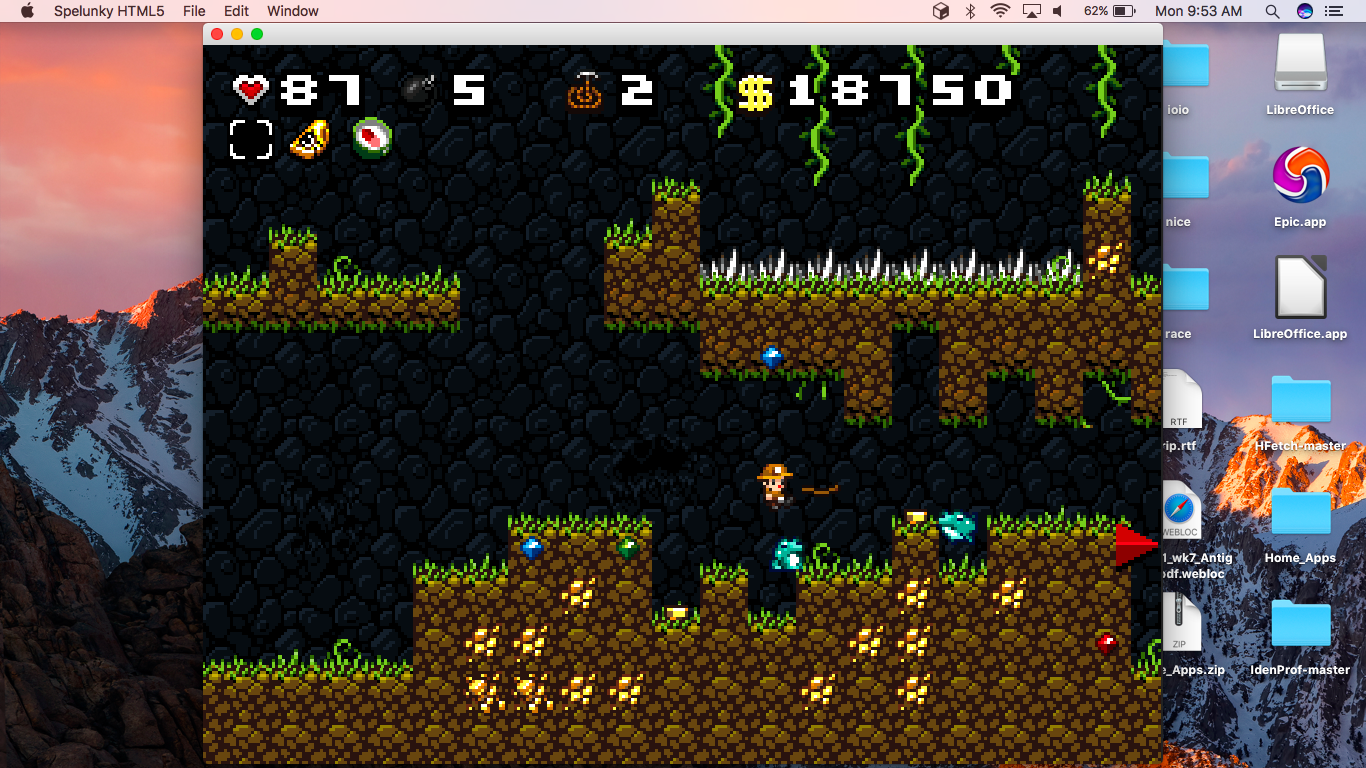 Spelunky HTML5 File Edit Window 62% Mon 9:53 AM
87 5 2 $18750
ioio LibreOffice
nice Epic.app
race LibreOffice.app
RTF
rip.rtf HFetch-master
WEBLOC
1_wk7_Antig
pdf.webloc Home_Apps
ZIP
e_Apps.zip IdenProf-master